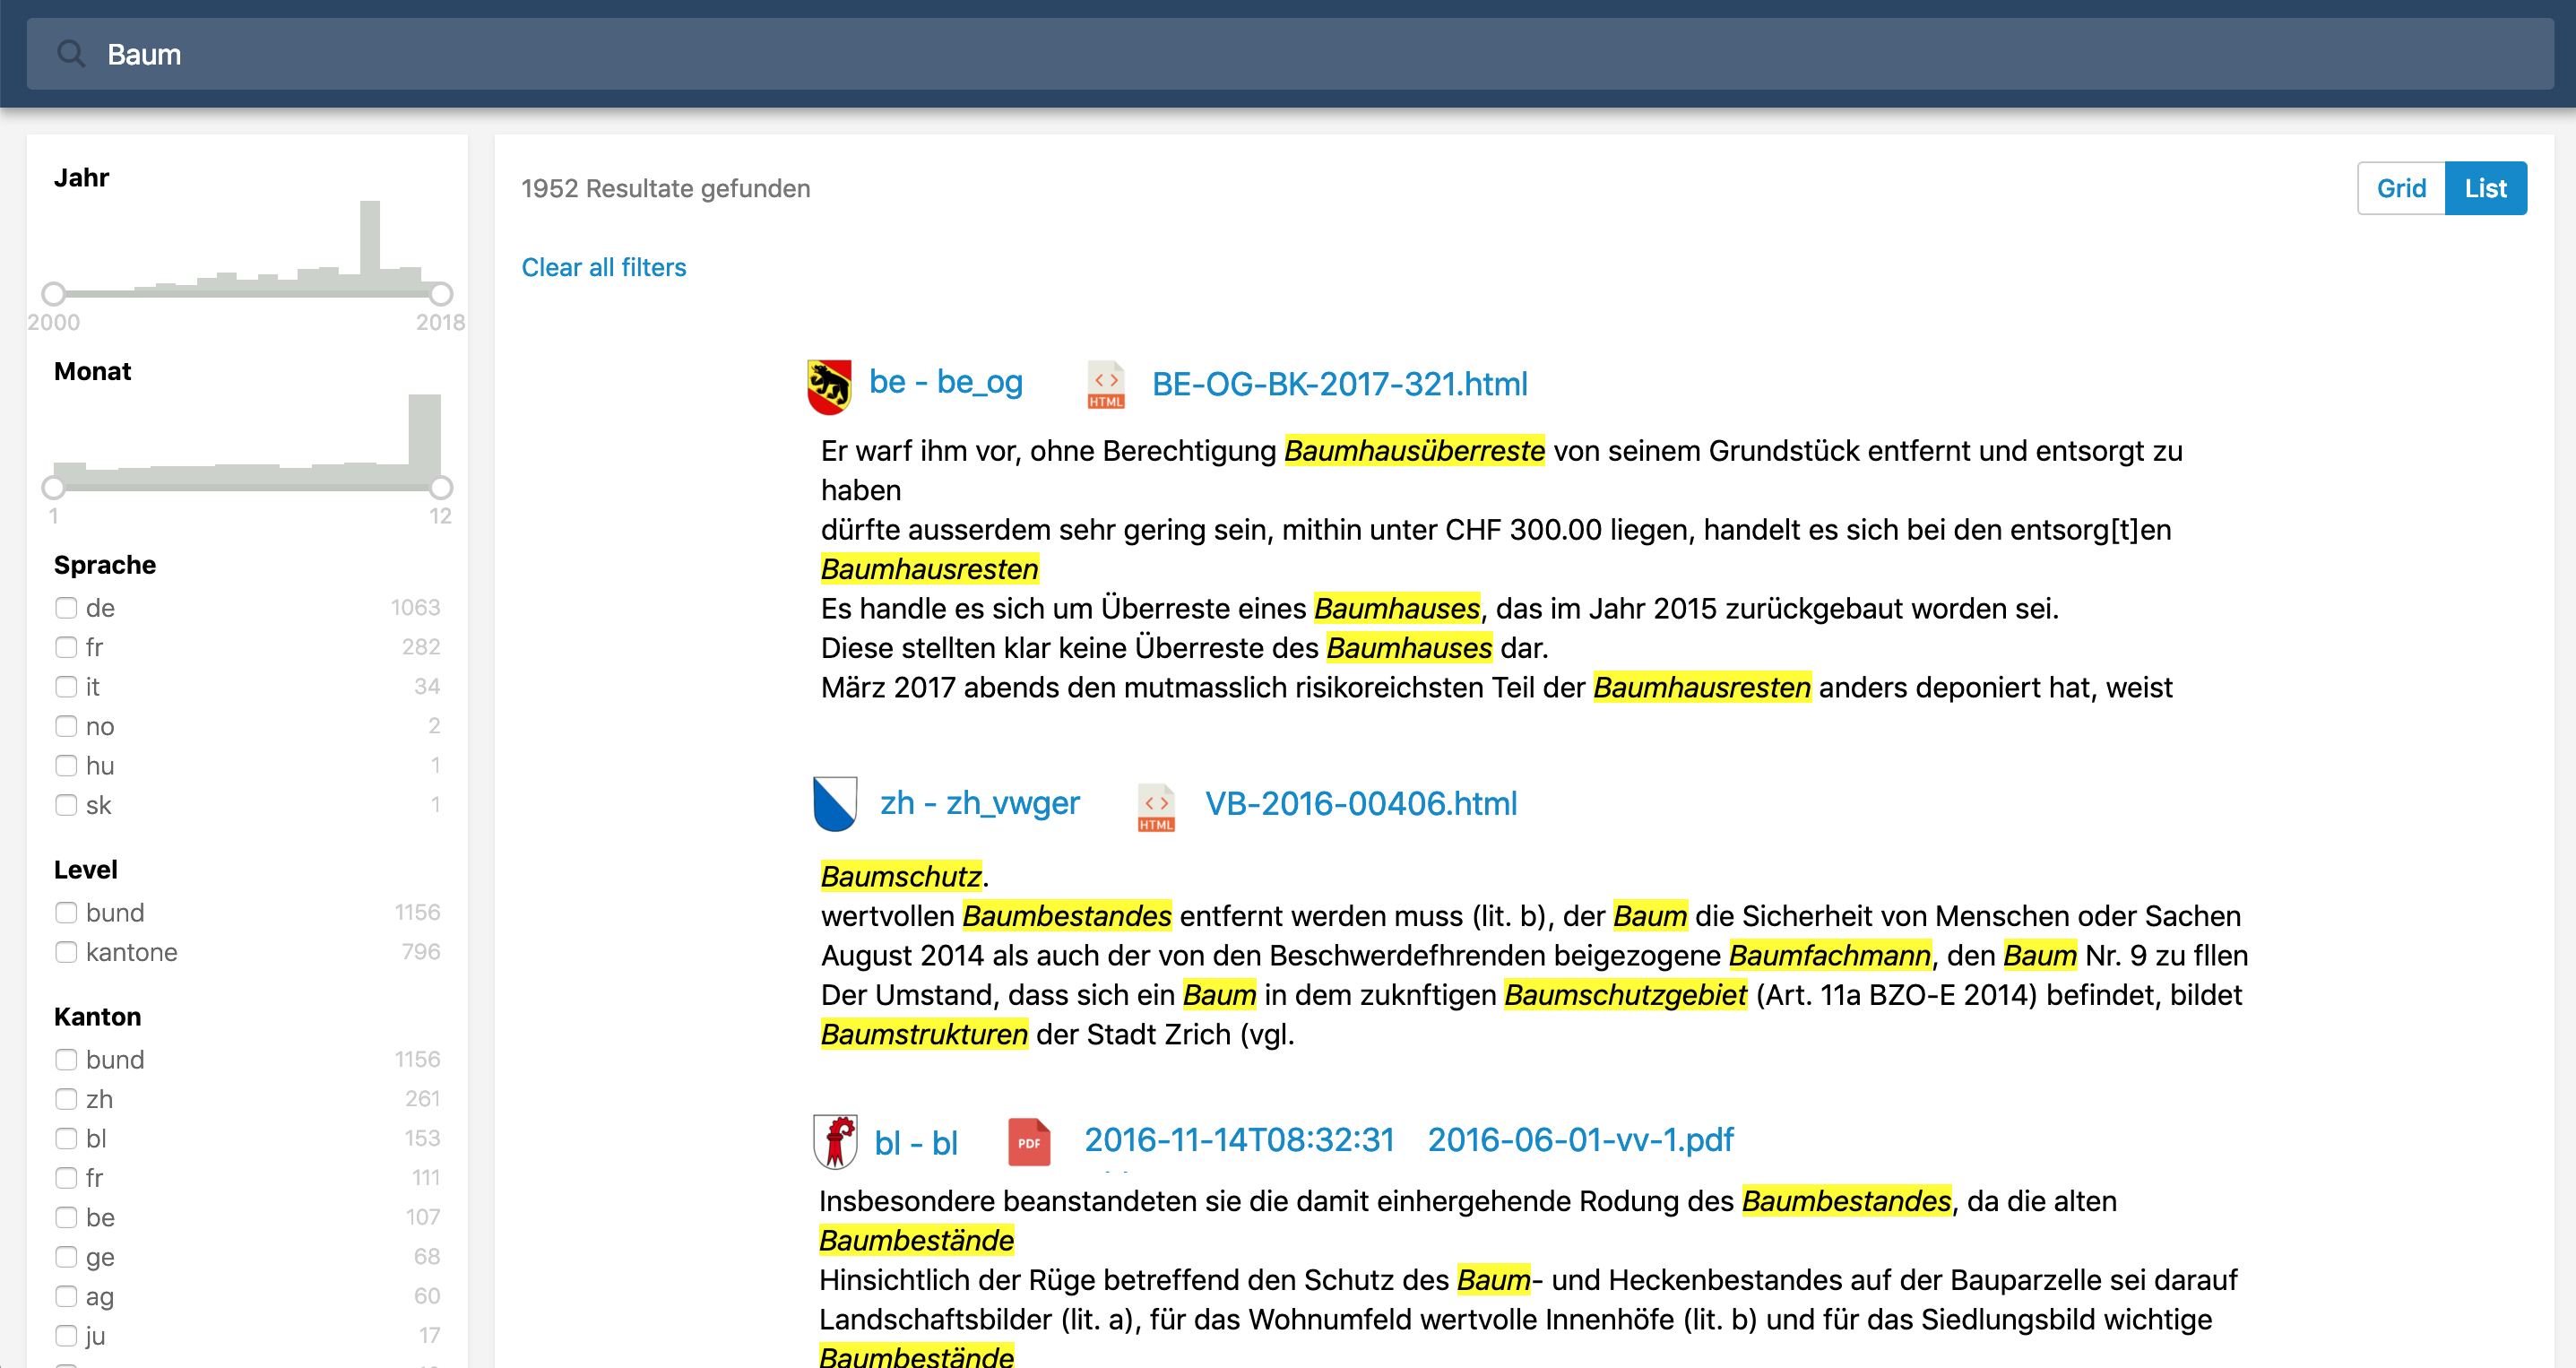 Baum
Jahr
2000 2018
Monat
1 12
Sprache
de 1063
fr 282
it 34
no 2
hu 1
sk 1
Level
bund 1156
kantone 796
Kanton
bund 1156
zh 261
bl 153
fr 111
be 107
ge 68
ag 60
ju 17
1952 Resultate gefunden
Grid List
Clear all filters
be - be_og HTML BE-OG-BK-2017-321.html
Er warf ihm vor, ohne Berechtigung Baumhausüberreste von seinem Grundstück entfernt und entsorgt zu
haben
dürfte ausserdem sehr gering sein, mithin unter CHF 300.00 liegen, handelt es sich bei den entsorg[t]en
Baumhausresten
Es handle es sich um Überreste eines Baumhauses, das im Jahr 2015 zurückgebaut worden sei.
Diese stellten klar keine Überreste des Baumhauses dar.
März 2017 abends den mutmasslich risikoreichsten Teil der Baumhausresten anders deponiert hat, weist
zh - zh_vwger HTML VB-2016-00406.html
Baumschutz.
wertvollen Baumbestandes entfernt werden muss (lit. b), der Baum die Sicherheit von Menschen oder Sachen
August 2014 als auch der von den Beschwerdefhrenden beigezogene Baumfachmann, den Baum Nr. 9 zu fllen
Der Umstand, dass sich ein Baum in dem zuknftigen Baumschutzgebiet (Art. 11a BZO-E 2014) befindet, bildet
Baumstrukturen der Stadt Zrich (vgl.
bl - bl PDF 2016-11-14T08:32:31 2016-06-01-vv-1.pdf
Insbesondere beanstandeten sie die damit einhergehende Rodung des Baumbestandes, da die alten
Baumbestände
Hinsichtlich der Rüge betreffend den Schutz des Baum- und Heckenbestandes auf der Bauparzelle sei darauf
Landschaftsbilder (lit. a), für das Wohnumfeld wertvolle Innenhöfe (lit. b) und für das Siedlungsbild wichtige
Baumbestände